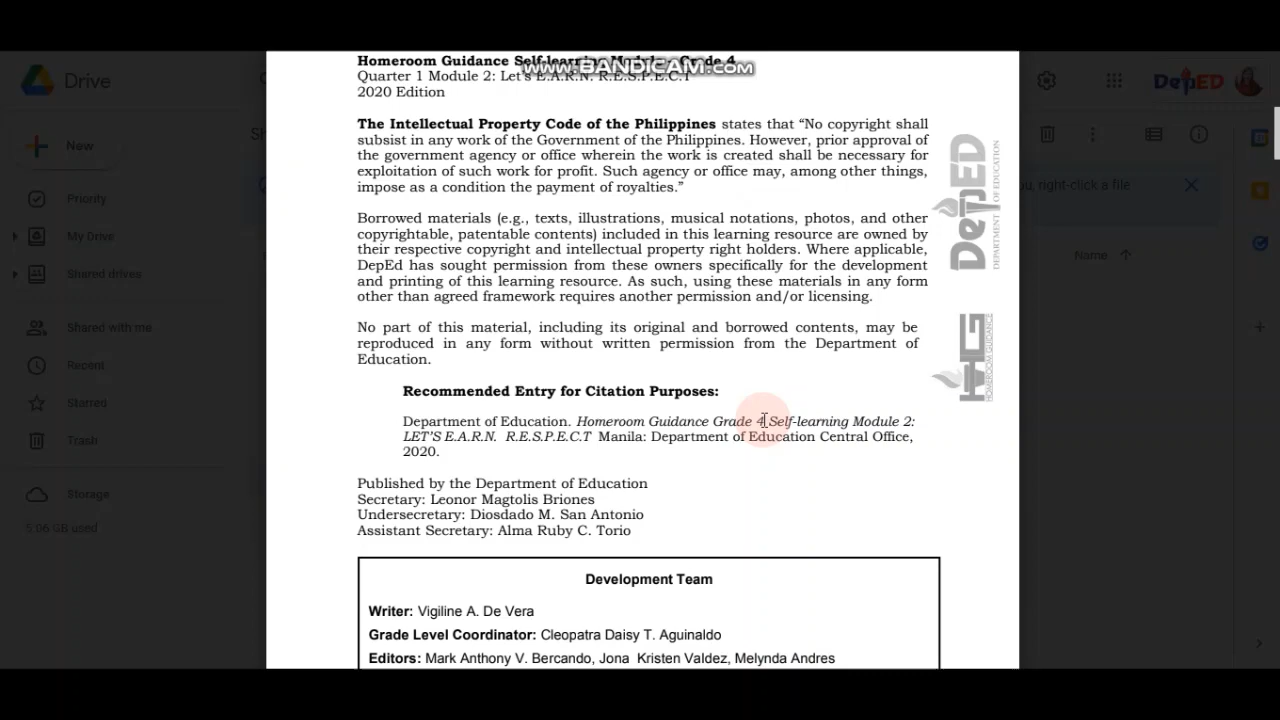 Homeroom Guidance Self-learning Module – Grade 4
www.BANDICAM.com
Quarter 1 Module 2: Let's E.A.R.N. R.E.S.P.E.C.T
2020 Edition
Drive
DepED
The Intellectual Property Code of the Philippines states that “No copyright shall
subsist in any work of the Government of the Philippines. However, prior approval of
the government agency or office wherein the work is created shall be necessary for
exploitation of such work for profit. Such agency or office may, among other things,
impose as a condition the payment of royalties.”
New
Priority
My Drive
Shared drives
Shared with me
Recent
Starred
Trash
Storage
5.06 GB used
right-click a file
Name
DepED
DEPARTMENT OF EDUCATION
Borrowed materials (e.g., texts, illustrations, musical notations, photos, and other
copyrightable, patentable contents) included in this learning resource are owned by
their respective copyright and intellectual property right holders. Where applicable,
DepEd has sought permission from these owners specifically for the development
and printing of this learning resource. As such, using these materials in any form
other than agreed framework requires another permission and/or licensing.
No part of this material, including its original and borrowed contents, may be
reproduced in any form without written permission from the Department of
Education.
HG
HOMEROOM GUIDANCE
Recommended Entry for Citation Purposes:
Department of Education. Homeroom Guidance Grade 4 Self-learning Module 2:
LET’S E.A.R.N. R.E.S.P.E.C.T Manila: Department of Education Central Office,
2020.
Published by the Department of Education
Secretary: Leonor Magtolis Briones
Undersecretary: Diosdado M. San Antonio
Assistant Secretary: Alma Ruby C. Torio
Development Team
Writer: Vigiline A. De Vera
Grade Level Coordinator: Cleopatra Daisy T. Aguinaldo
Editors: Mark Anthony V. Bercando, Jona Kristen Valdez, Melynda Andres